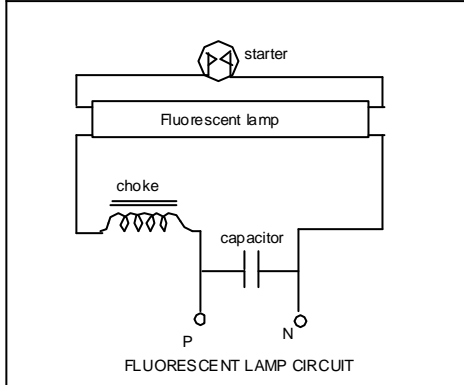 starter
Fluorescent lamp
choke
capacitor
P
N
FLUORESCENT LAMP CIRCUIT